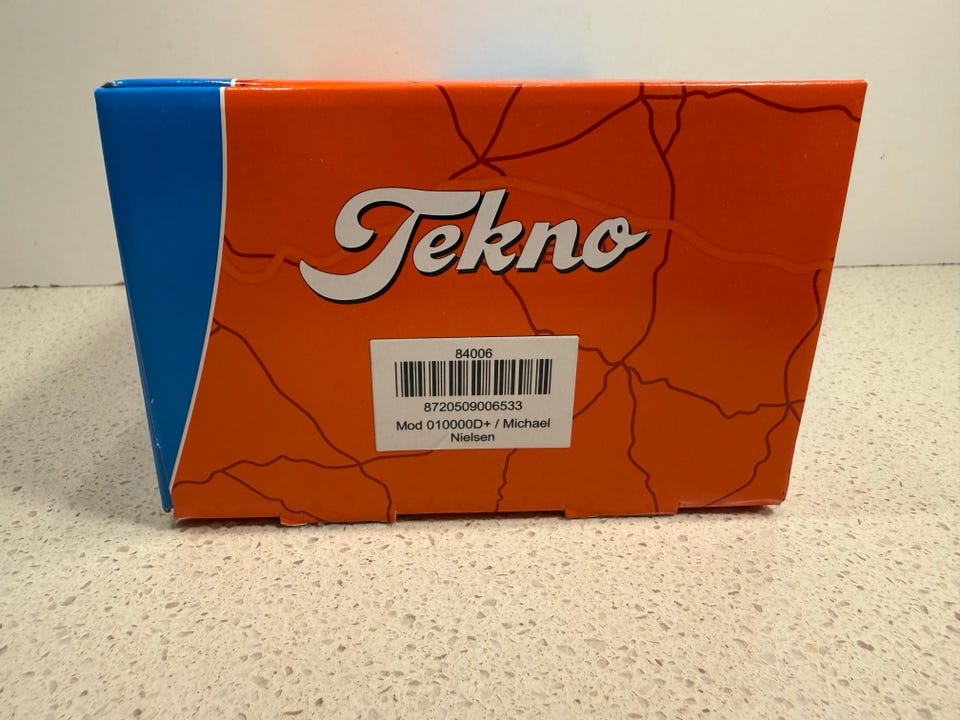 Tekno
84006
8720509006533
Mod 010000D+ / Michael
Nielsen